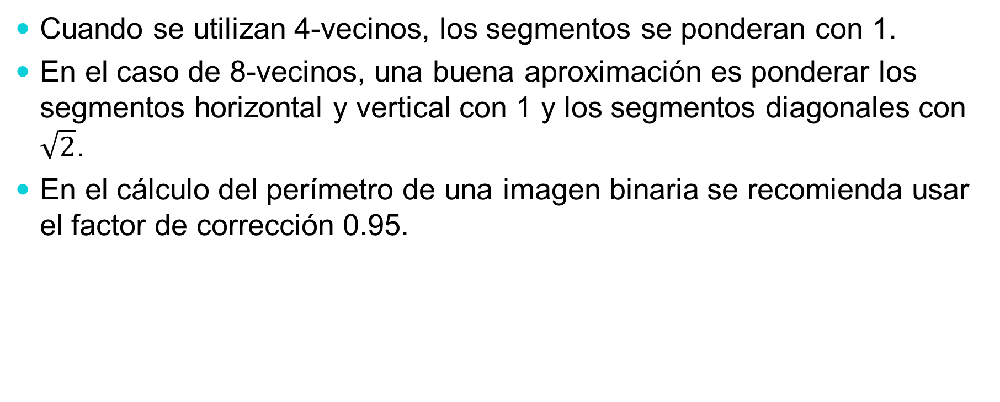 • Cuando se utilizan 4-vecinos, los segmentos se ponderan con 1.
• En el caso de 8-vecinos, una buena aproximación es ponderar los
segmentos horizontal y vertical con 1 y los segmentos diagonales con
√2.
• En el cálculo del perímetro de una imagen binaria se recomienda usar
el factor de corrección 0.95.